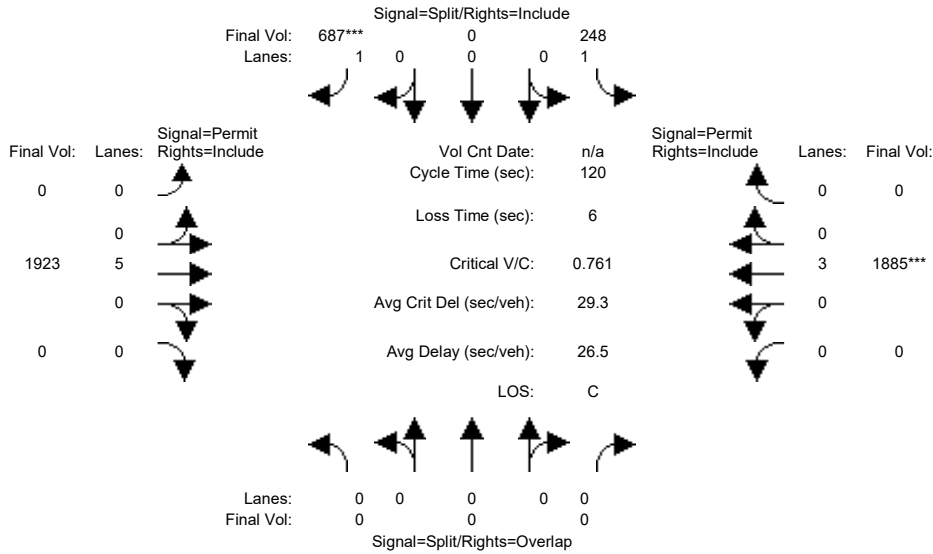 Signal=Split/Rights=Include
Final Vol: 687*** 0 248
Lanes: 1 0 0 0 1
Signal=Permit Signal=Permit
Final Vol: Lanes: Rights=Include Vol Cnt Date: n/a Rights=Include Lanes: Final Vol:
Cycle Time (sec): 120
0 0 0 0
Loss Time (sec): 6
0 0
1923 5 Critical V/C: 0.761 3 1885***
0 Avg Crit Del (sec/veh): 29.3 0
0 0 Avg Delay (sec/veh): 26.5 0 0
LOS: C
Lanes: 0 0 0 0 0
Final Vol: 0 0 0
Signal=Split/Rights=Overlap